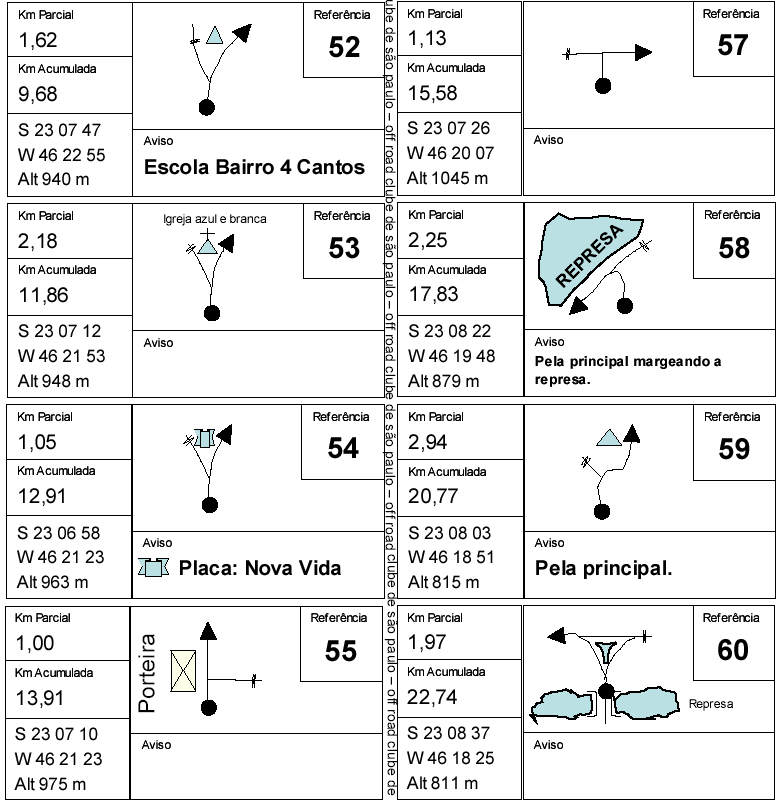 Km Parcial
1,62
Km Acumulada
9,68
S 23 07 47
W 46 22 55
Alt 940 m
Referência
52
Aviso
Escola Bairro 4 Cantos
Km Parcial
2,18
Km Acumulada
11,86
S 23 07 12
W 46 21 53
Alt 948 m
Igreja azul e branca
Referência
53
Aviso
Km Parcial
1,05
Km Acumulada
12,91
S 23 06 58
W 46 21 23
Alt 963 m
Referência
54
Aviso
Placa: Nova Vida
Km Parcial
1,00
Km Acumulada
13,91
S 23 07 10
W 46 21 23
Alt 975 m
Porteira
Referência
55
Aviso
ube de são paulo – off road clube de são paulo – off road clube de são paulo – off road clube de são paulo – off road clube de
Km Parcial
1,13
Km Acumulada
15,58
S 23 07 26
W 46 20 07
Alt 1045 m
Referência
57
Aviso
Km Parcial
2,25
Km Acumulada
17,83
S 23 08 22
W 46 19 48
Alt 879 m
REPRESA
Referência
58
Aviso
Pela principal margeando a
represa.
Km Parcial
2,94
Km Acumulada
20,77
S 23 08 03
W 46 18 51
Alt 815 m
Referência
59
Aviso
Pela principal.
Km Parcial
1,97
Km Acumulada
22,74
S 23 08 37
W 46 18 25
Alt 811 m
Referência
60
Represa
Aviso